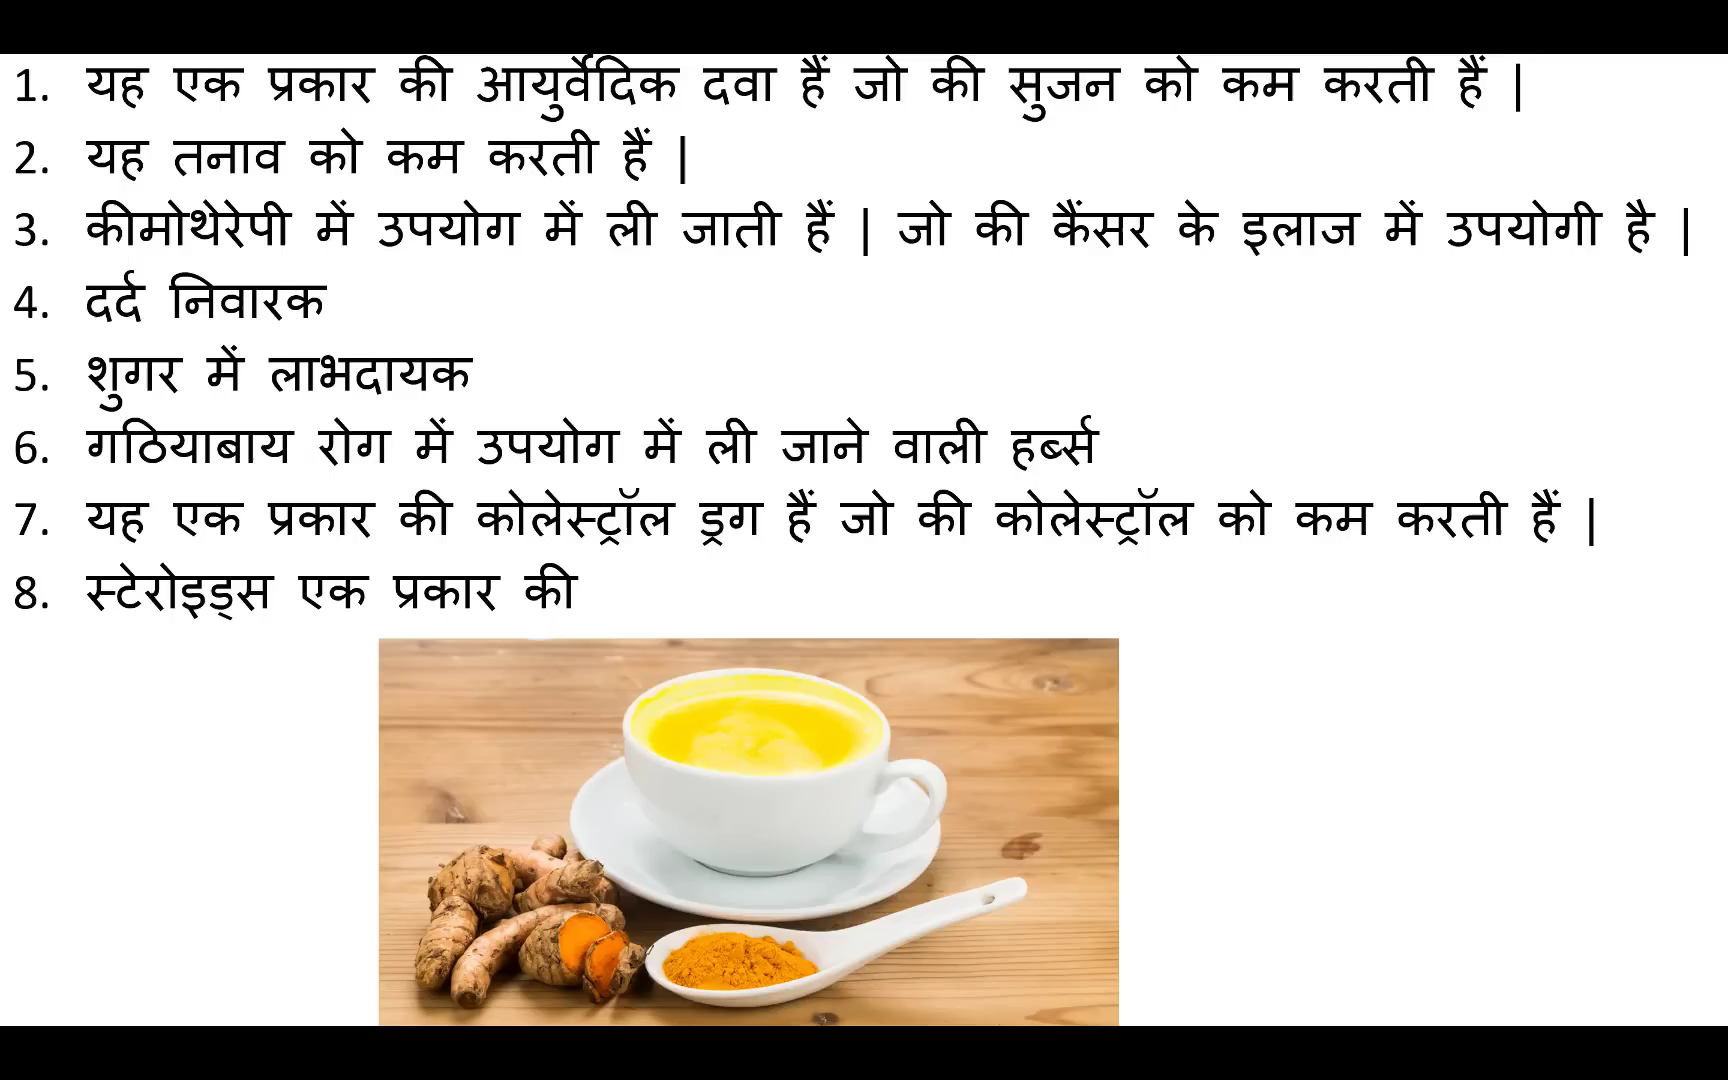 1. यह एक प्रकार की आयुर्वेदिक दवा हैं जो की सुजन को कम करती हैं |
2. यह तनाव को कम करती हैं |
3. कीमोथेरेपी में उपयोग में ली जाती हैं | जो की कैंसर के इलाज में उपयोगी है |
4. दर्द निवारक
5. शुगर में लाभदायक
6. गठियाबाय रोग में उपयोग में ली जाने वाली हर्ब्स
7. यह एक प्रकार की कोलेस्ट्रॉल ड्रग हैं जो की कोलेस्ट्रॉल को कम करती हैं |
8. स्टेरोइड्स एक प्रकार की